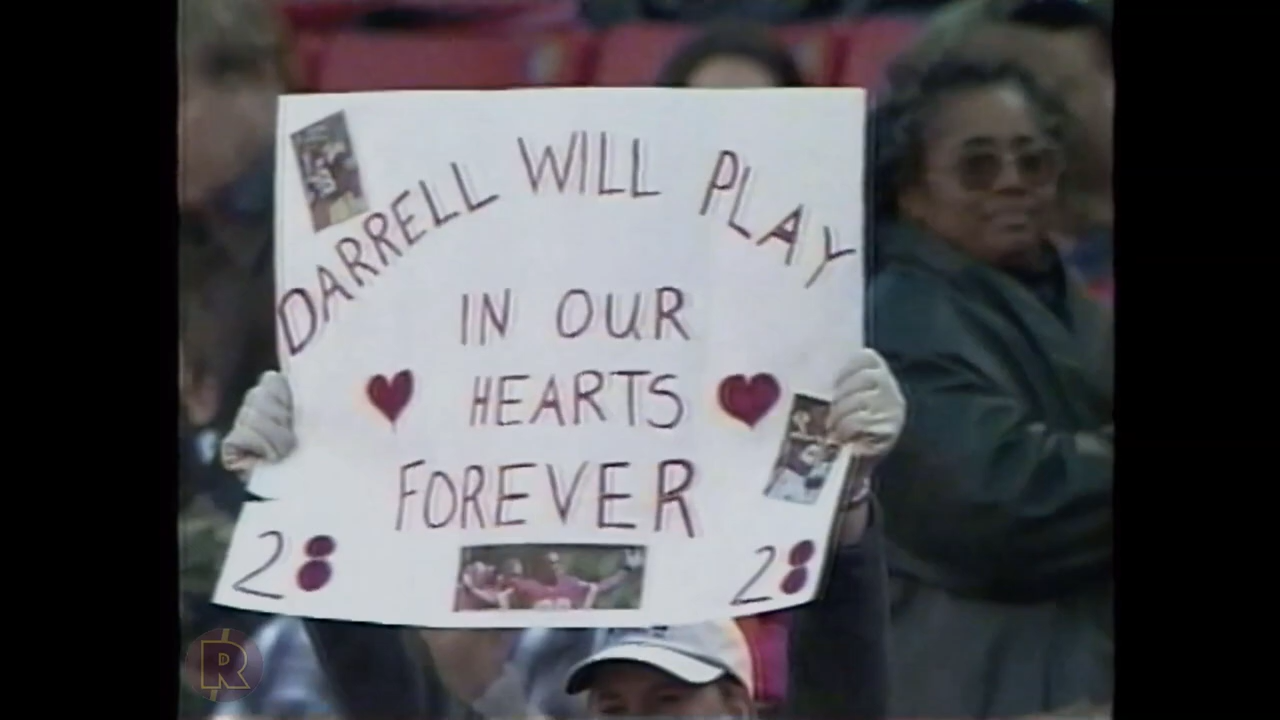 DARRELL WILL PLAY
IN OUR
HEARTS
FOREVER
28 28
R